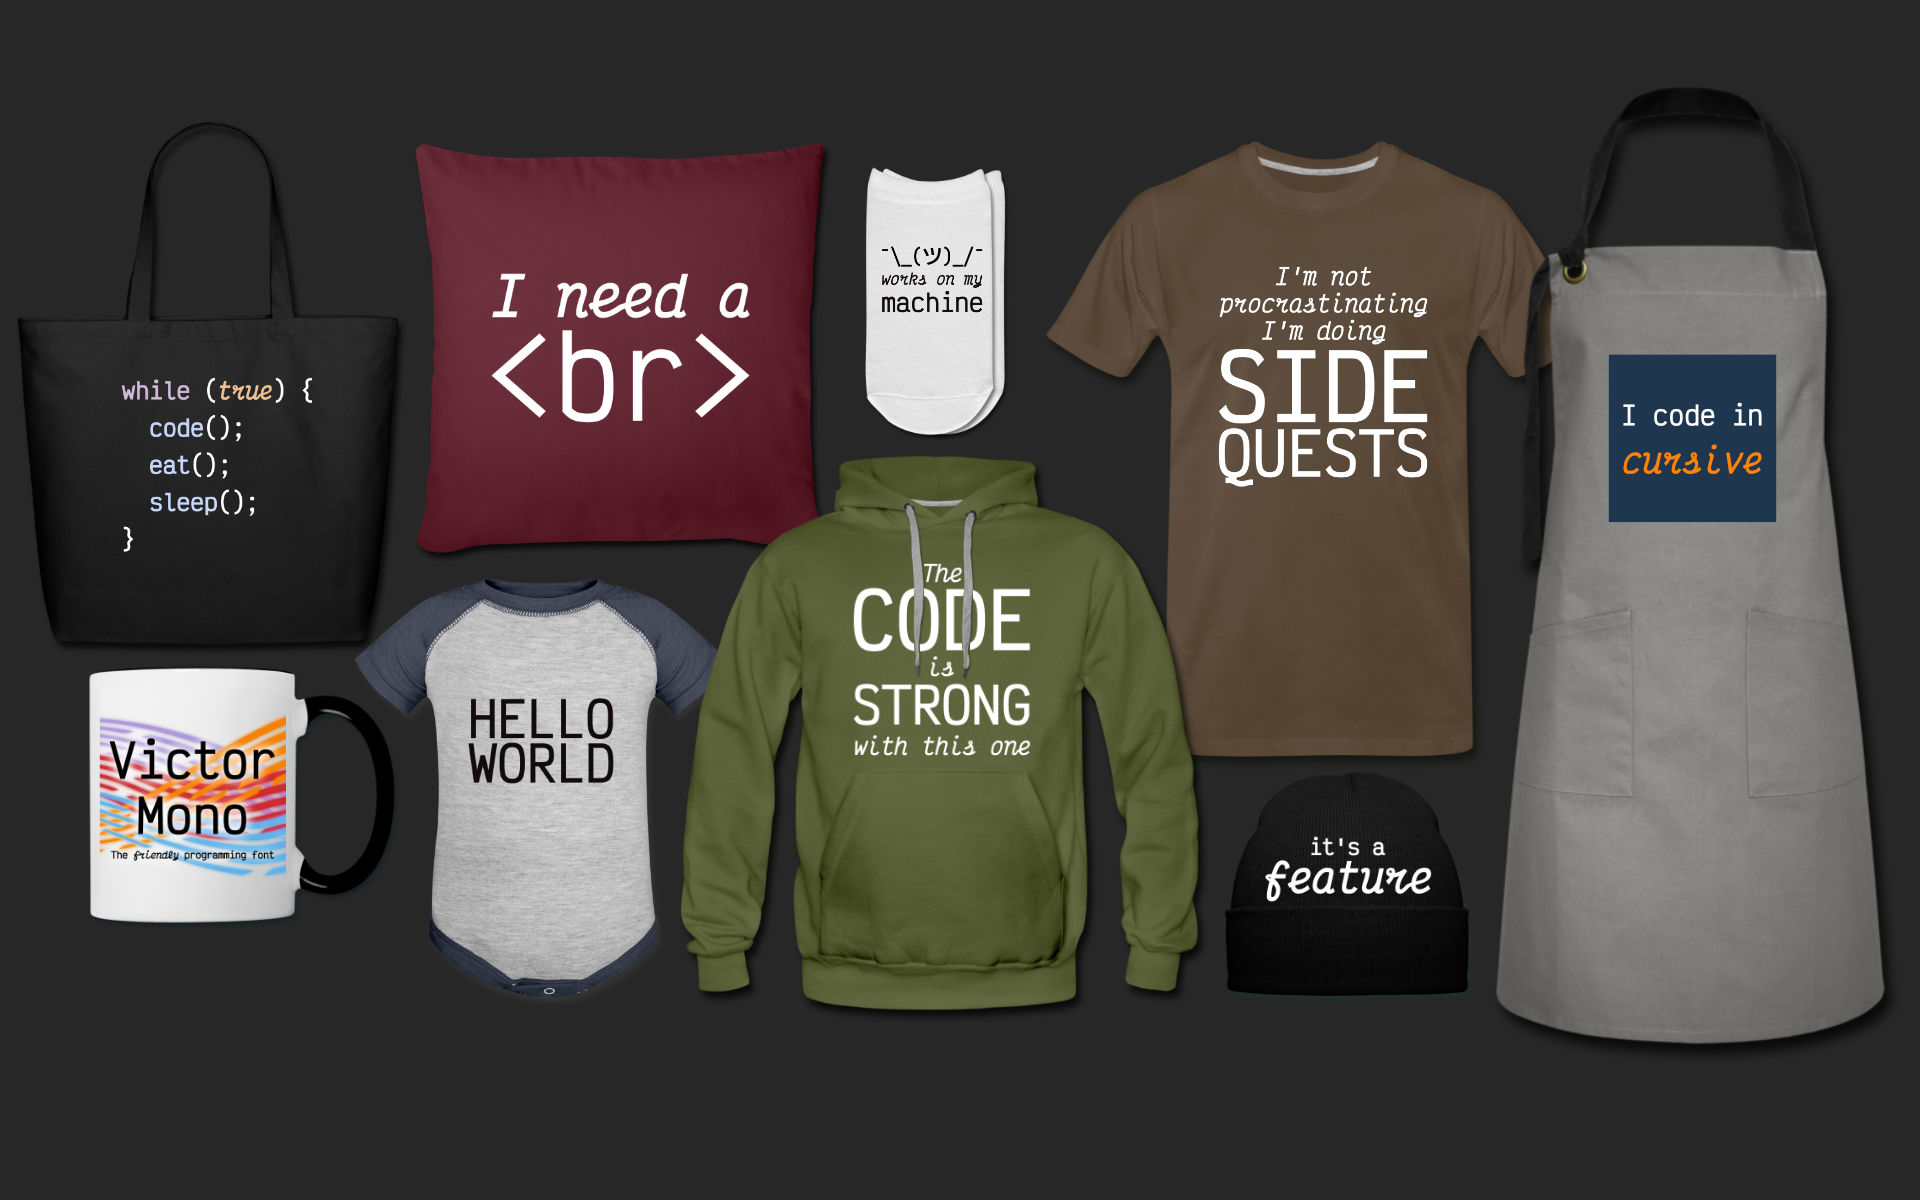 while (true) {
  code();
  eat();
  sleep();
}
I need a
<br>
¯\_(ツ)_/¯
works on my
machine
I'm not
procrastinating
I'm doing
SIDE
QUESTS
I code in
cursive
Victor
Mono
The friendly programming font
HELLO
WORLD
The
CODE
is
STRONG
with this one
it's a
feature